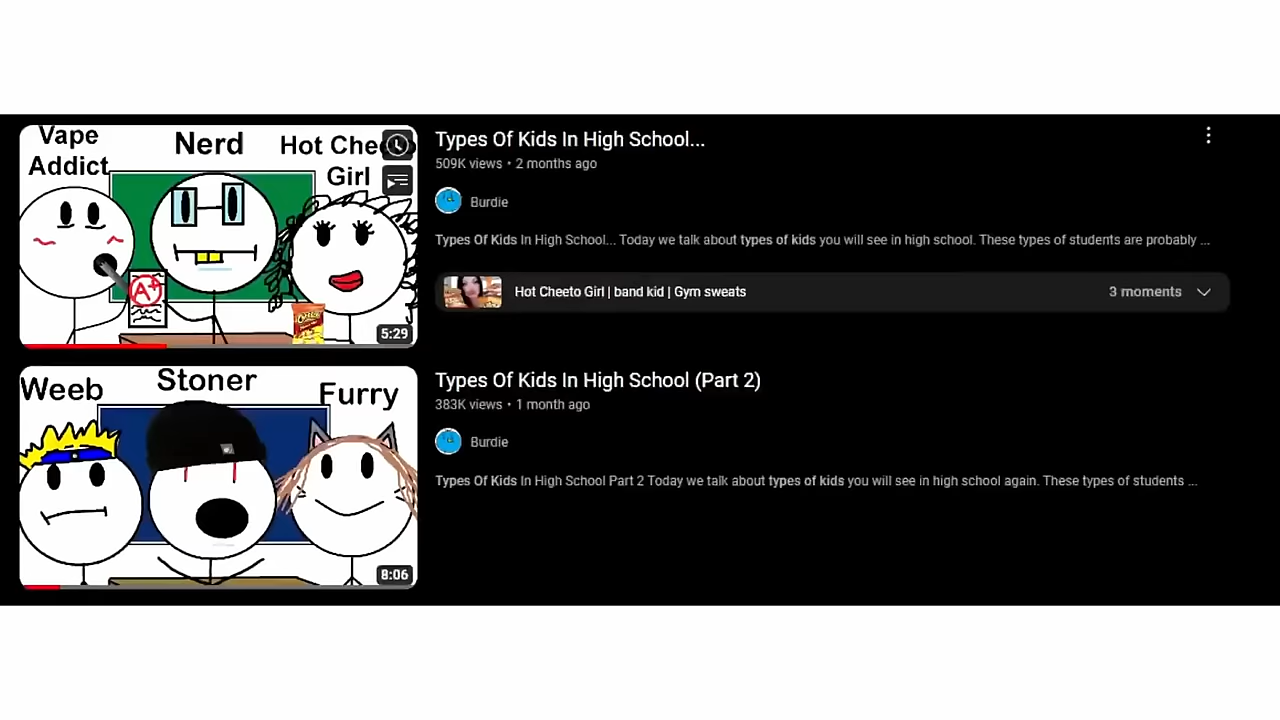 Vape
Addict
Nerd
Hot Chee
Girl
A+
5:29
Types Of Kids In High School...
509K views • 2 months ago
Burdie
Types Of Kids In High School... Today we talk about types of kids you will see in high school. These types of students are probably ...
Hot Cheeto Girl | band kid | Gym sweats
3 moments
Weeb
Stoner
Furry
8:06
Types Of Kids In High School (Part 2)
383K views • 1 month ago
Burdie
Types Of Kids In High School Part 2 Today we talk about types of kids you will see in high school again. These types of students ...